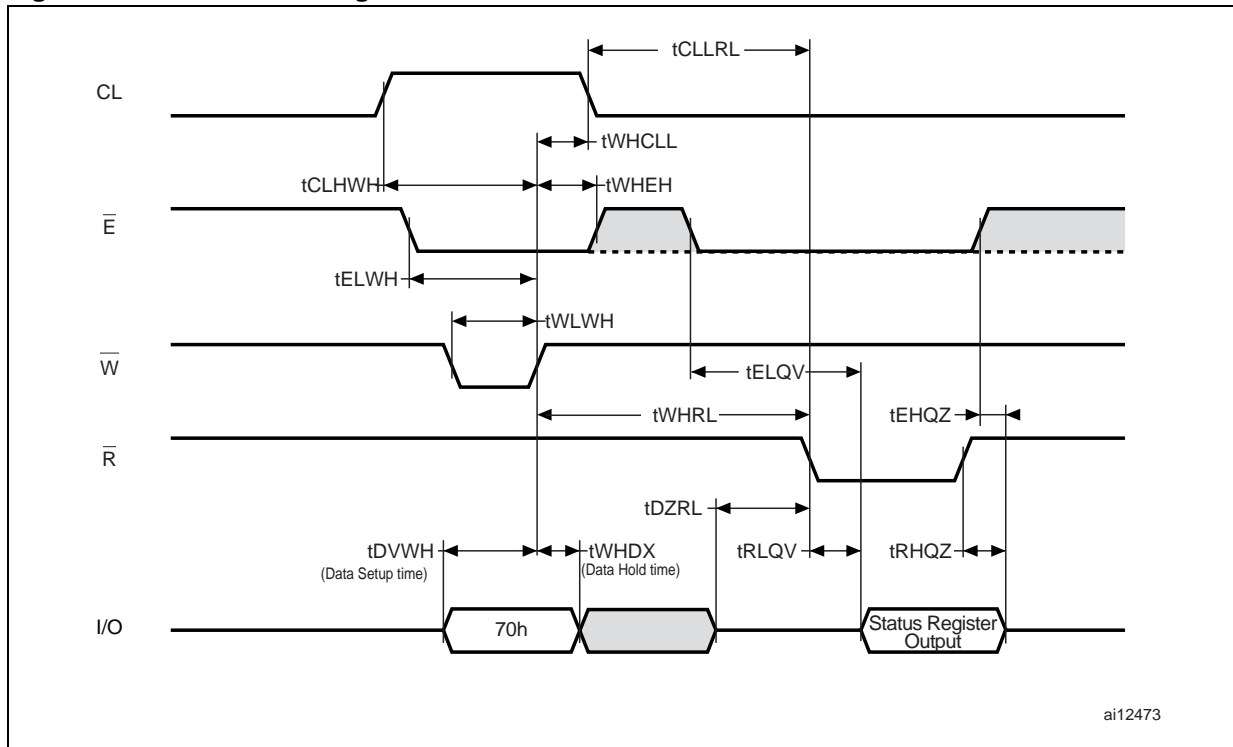 tCLLRL
CL
tWHCLL
tCLHWH
tWHEH
E
tELWH
tWLWH
W
tELQV
tWHRL
tEHQZ
R
tDZRL
tDVWH
(Data Setup time)
tWHDX
(Data Hold time)
tRLQV
tRHQZ
I/O
70h
Status Register
Output
ai12473